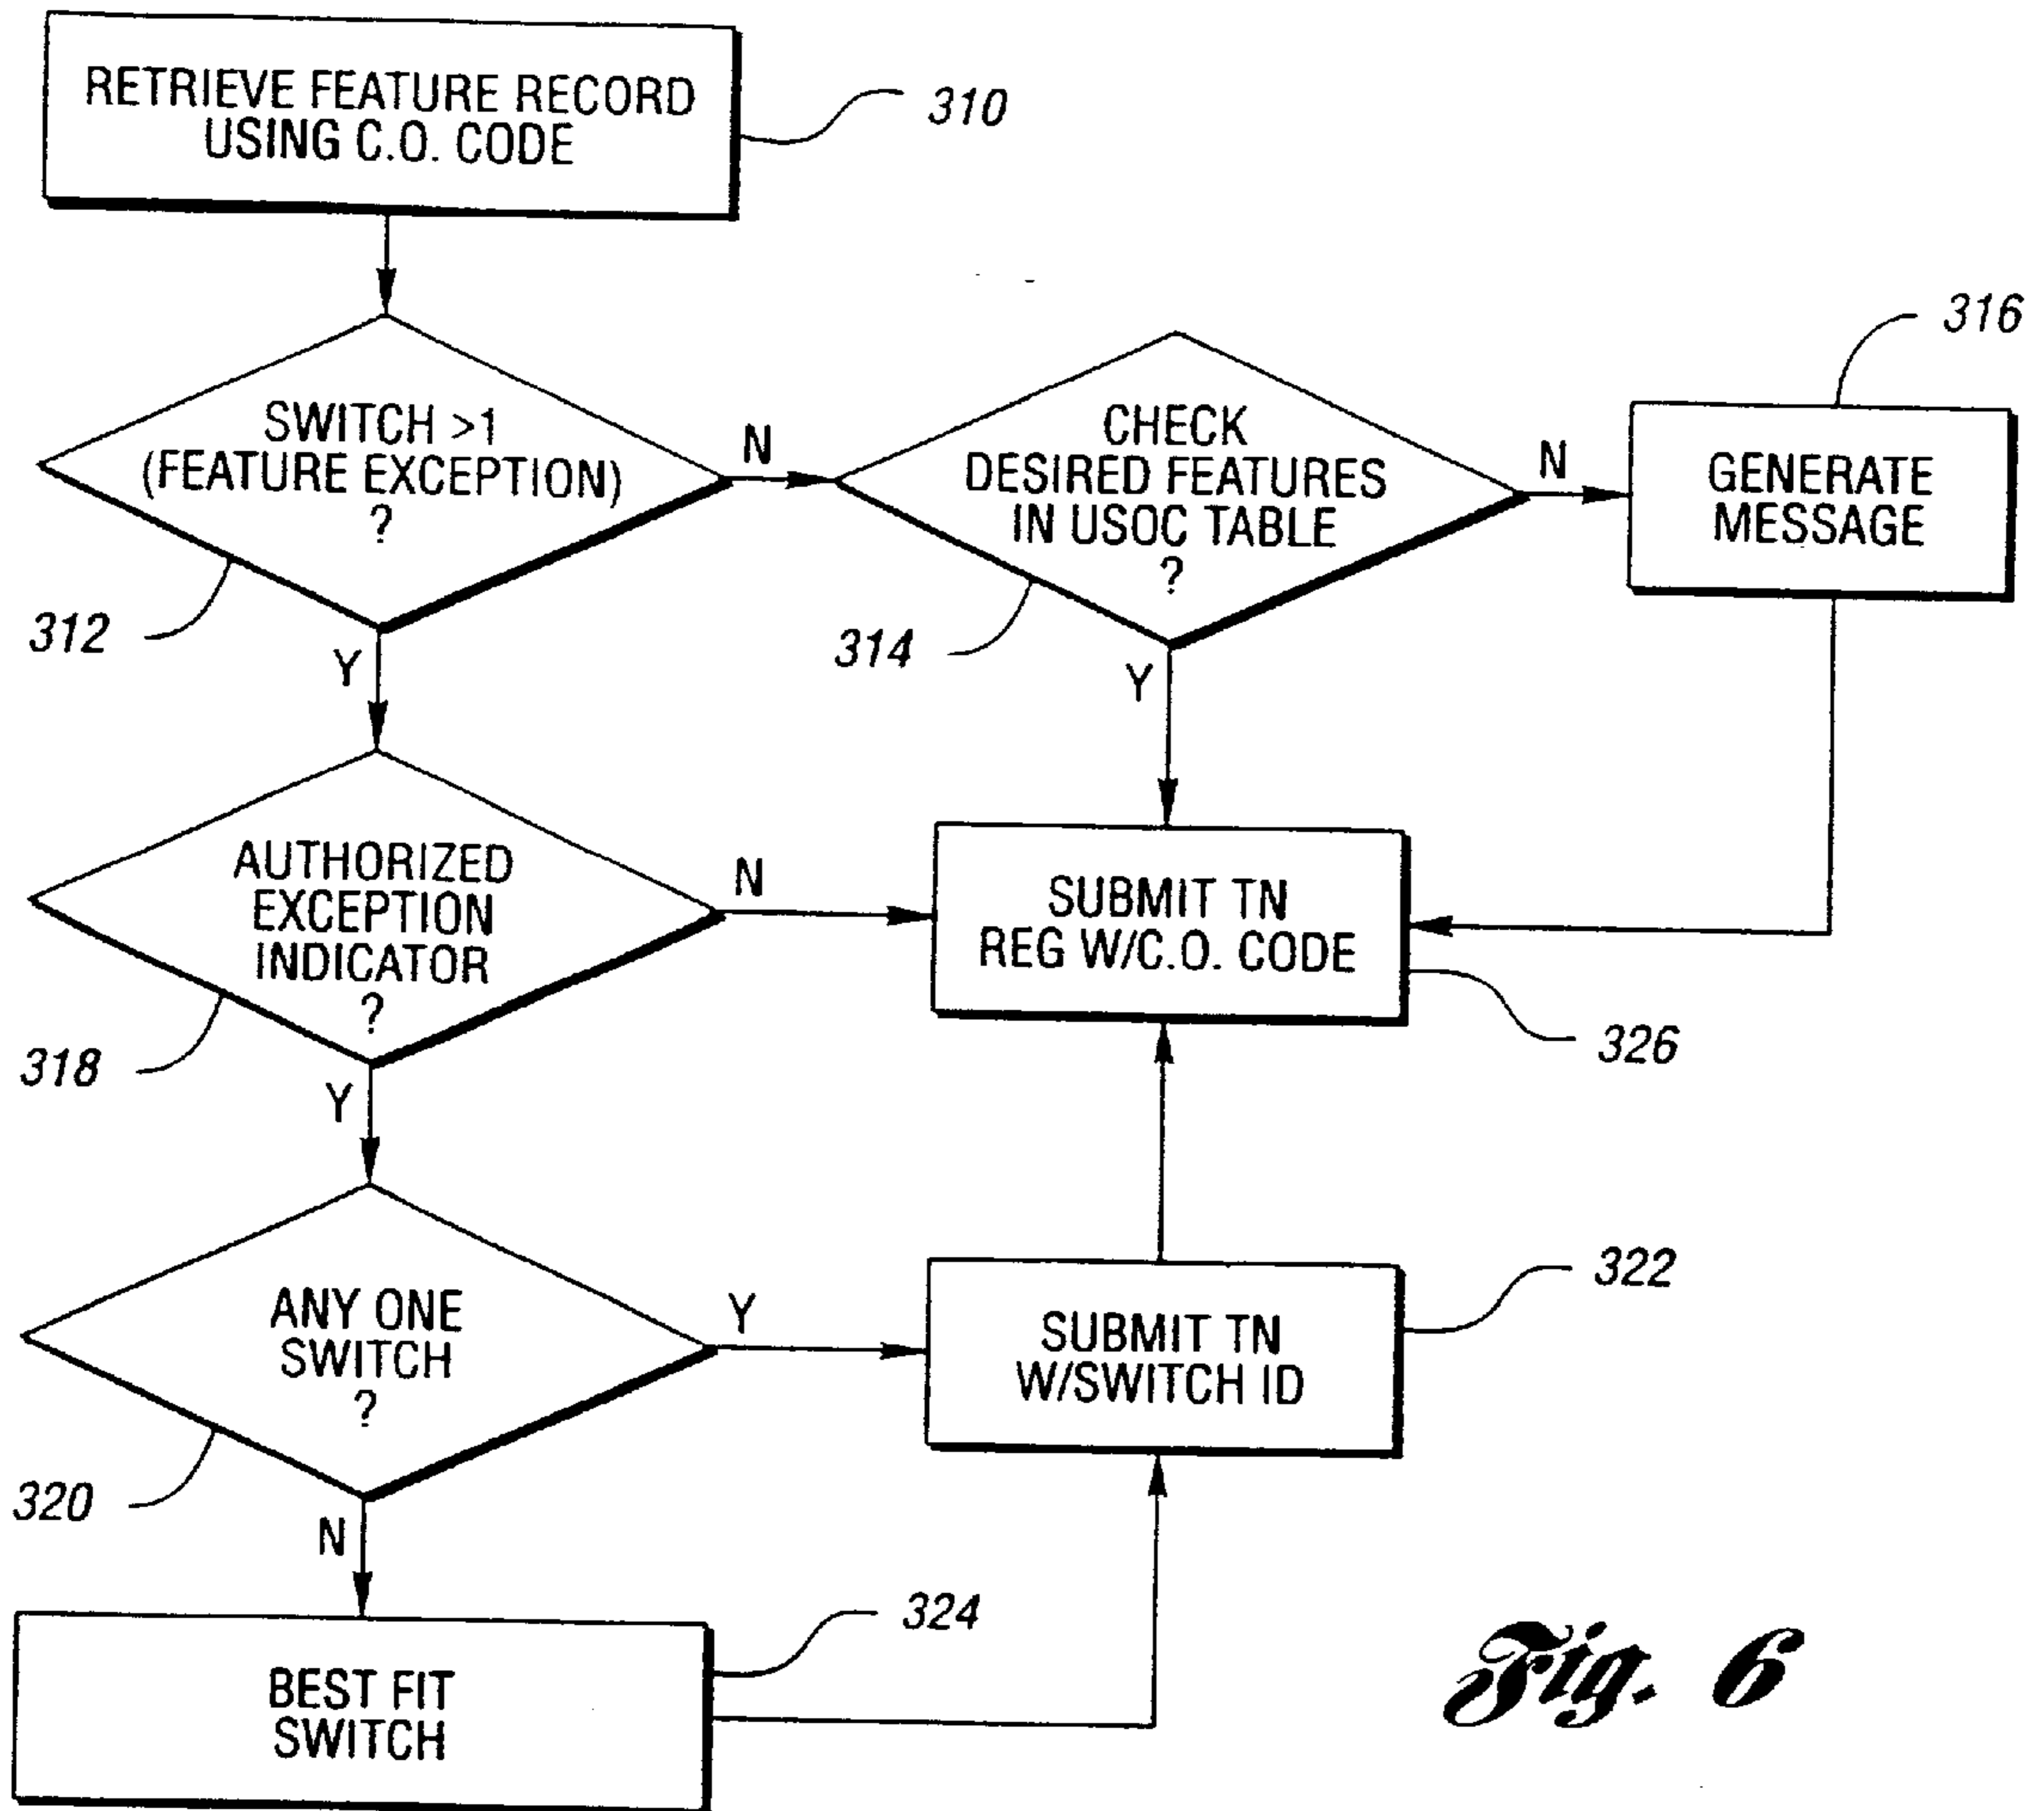 RETRIEVE FEATURE RECORD
USING C.O. CODE
310
SWITCH >1
(FEATURE EXCEPTION)
?
312
N
Y
CHECK
DESIRED FEATURES
IN USOC TABLE
?
314
N
Y
GENERATE
MESSAGE
316
AUTHORIZED
EXCEPTION
INDICATOR
?
318
N
Y
SUBMIT TN
REG W/C.O. CODE
326
ANY ONE
SWITCH
?
320
Y
N
SUBMIT TN
W/SWITCH ID
322
BEST FIT
SWITCH
324
Fig. 6